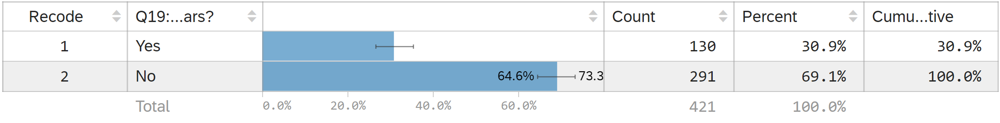 Recode Q19:...ars? Count Percent Cumu...tive
1 Yes 130 30.9% 30.9%
2 No 64.6% 73.3 291 69.1% 100.0%
Total 0.0% 20.0% 40.0% 60.0% 421 100.0%